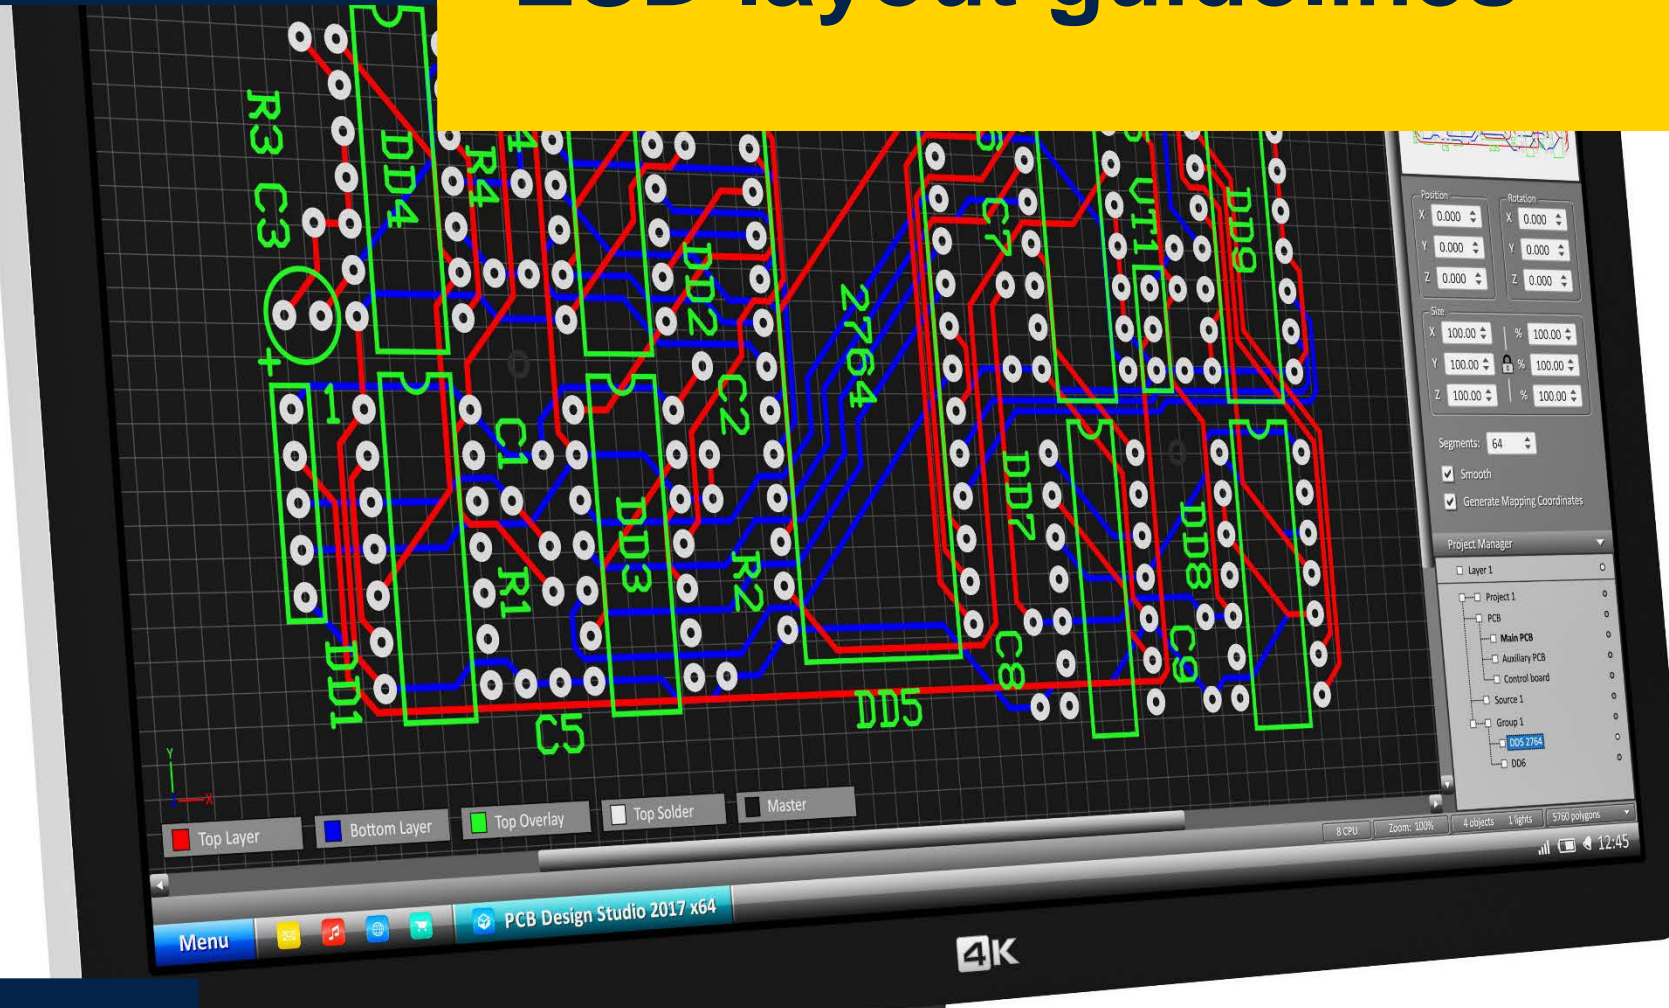 ESD layout guidelines
R3
C3
DD4
R4
DD2
C7
VT1
DD9
2764
+
1
C1
C2
DD3
R1
R2
DD7
DD8
DD1
C5
DD5
C8
C9
Y
X
Top Layer
Bottom Layer
Top Overlay
Top Solder
Master
Position
Rotation
X 0.000 X 0.000
Y 0.000 Y 0.000
Z 0.000 Z 0.000
Size
X 100.00 % 100.00
Y 100.00 % 100.00
Z 100.00 % 100.00
Segments: 64
Smooth
Generate Mapping Coordinates
Project Manager
Layer 1
Project 1
PCB
Main PCB
Auxiliary PCB
Control board
Source 1
Group 1
DD5 2764
DD6
8 CPU Zoom: 100% 4 objects 1 lights 5760 polygons
12:45
Menu
PCB Design Studio 2017 x64
4K